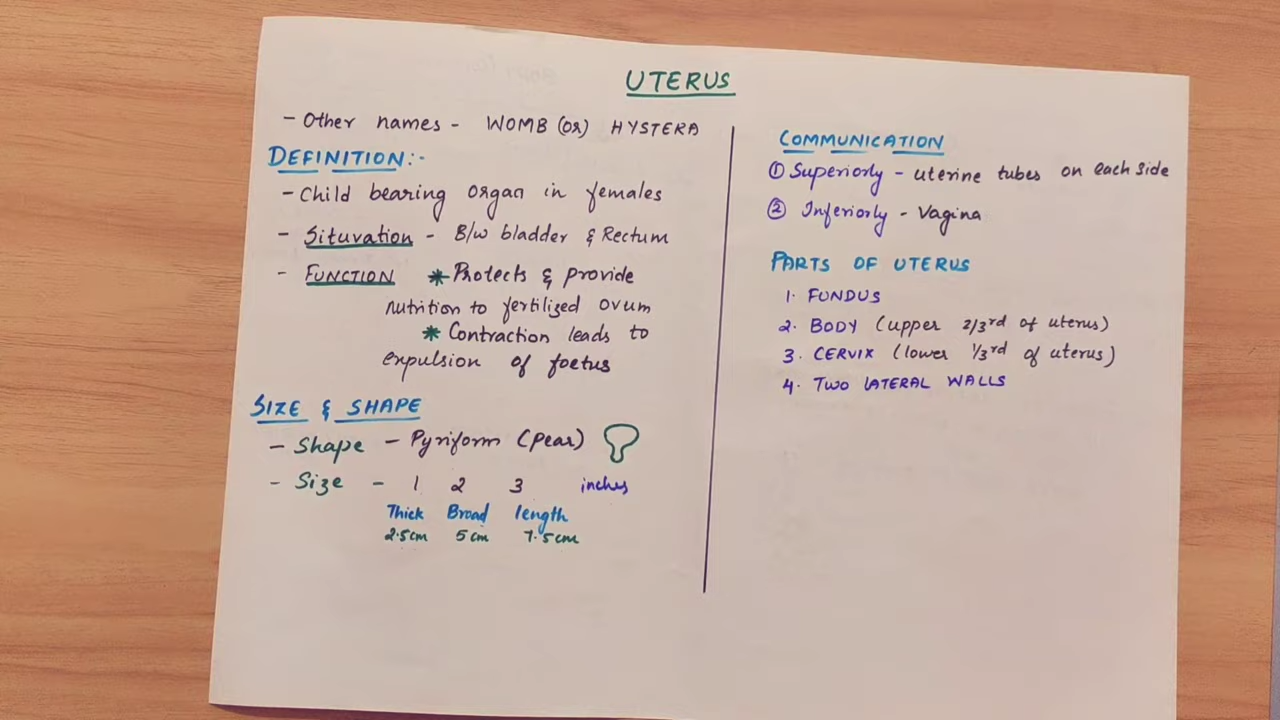 UTERUS
- Other names - WOMB (or) HYSTERA
DEFINITION:-
- Child bearing organ in females
- Situvation - B/w bladder & Rectum
- FUNCTION * Protects & provide
nutrition to fertilized ovum
* Contraction leads to
expulsion of foetus
SIZE & SHAPE
- Shape - Pyriform (pear)
- Size - 1 2 3 inches
Thick Broad length
2.5cm 5cm 7.5cm
COMMUNICATION
① Superiorly - uterine tubes on each side
② Inferiorly - Vagina
PARTS OF UTERUS
1. FUNDUS
2. BODY (upper 2/3rd of uterus)
3. CERVIX (lower 1/3rd of uterus)
4. TWO LATERAL WALLS